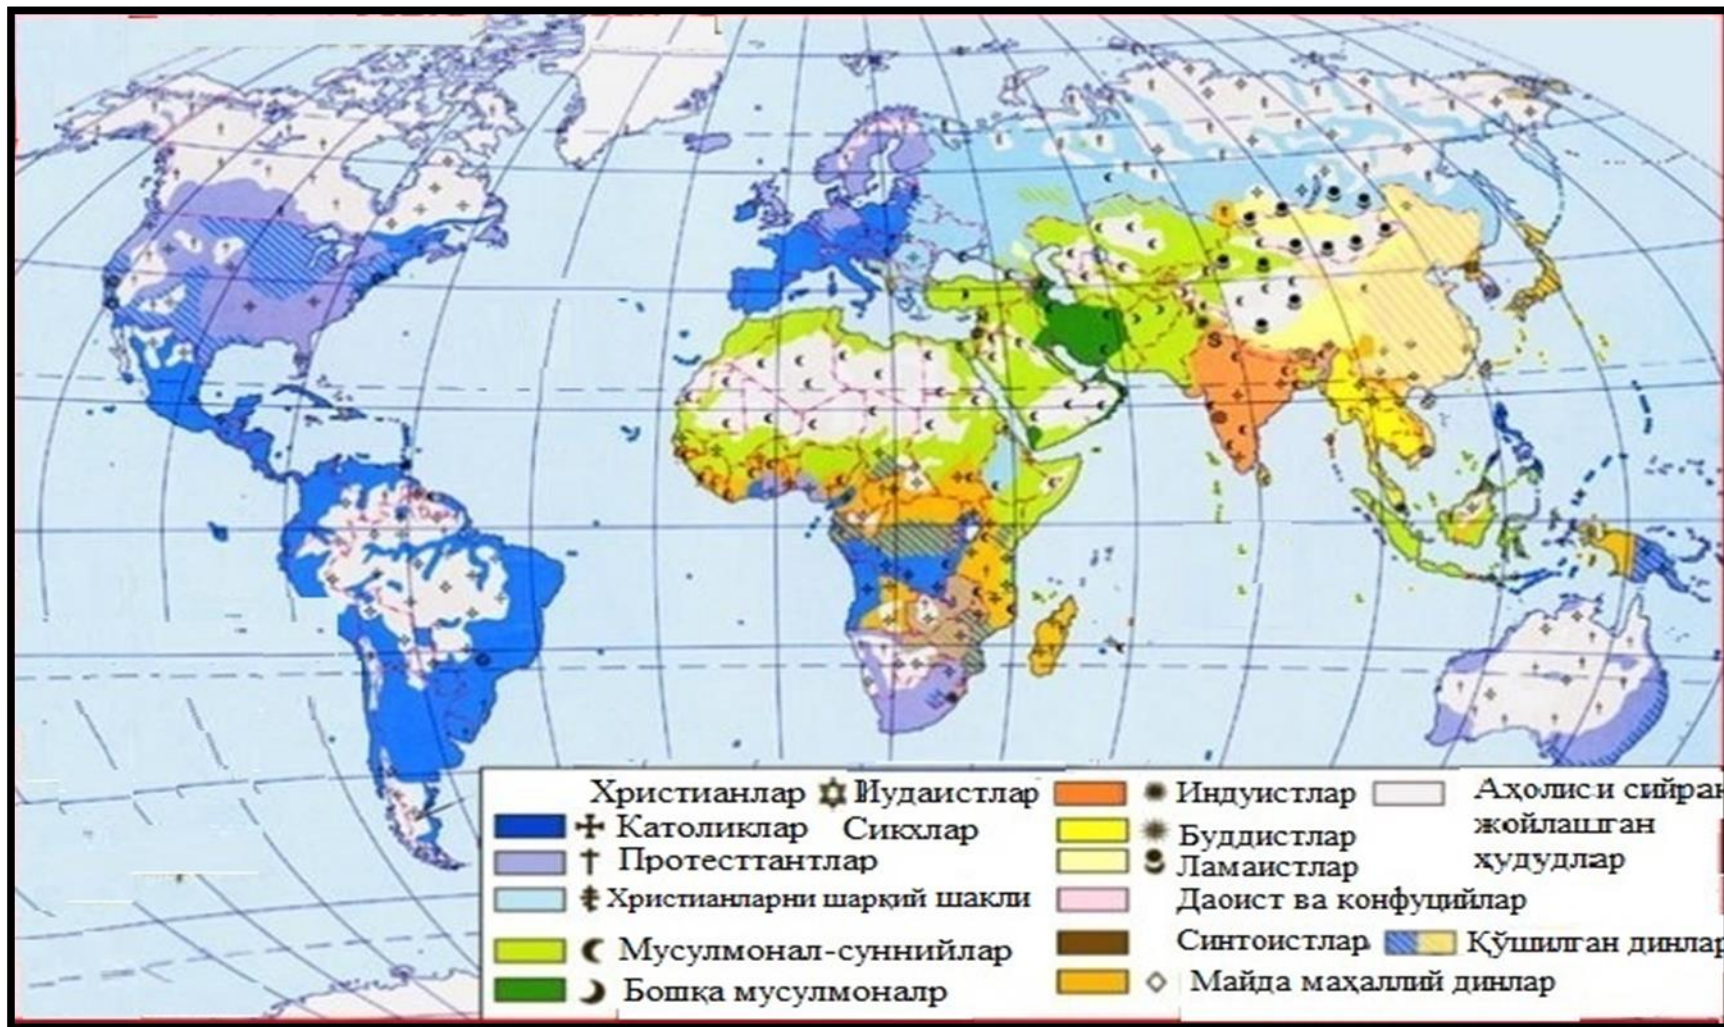 Христианлар Иудаистлар
Католиклар Сикхлар
Протесттантлар
Христианларни шарқий шакли
Мусулмонал-суннийлар
Бошқа мусулмоналр
Индуистлар
Буддистлар
Ламаистлар
Даоист ва конфуцийлар
Синтоистлар
Майда маҳаллий динлар
Аҳолиси сийрак
жойлашган
ҳудудлар
Қўшилган динлар
S